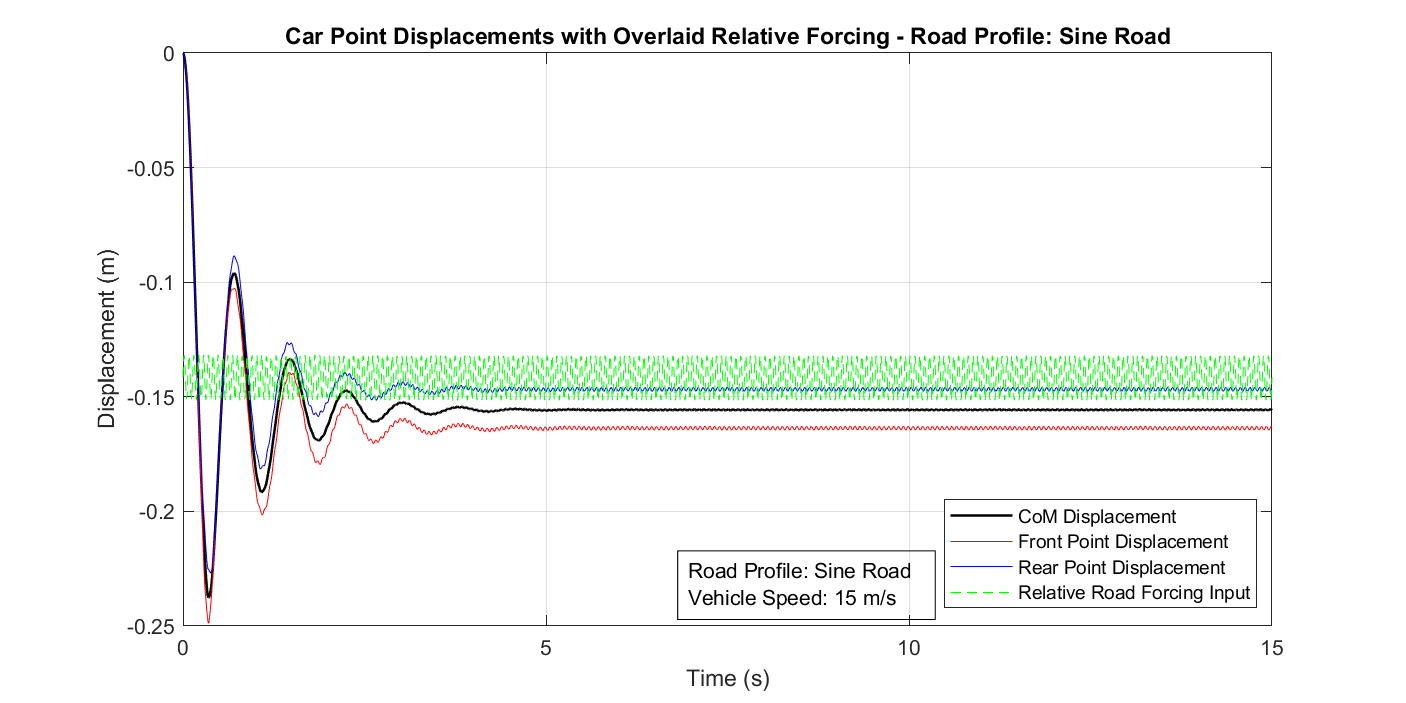 Car Point Displacements with Overlaid Relative Forcing - Road Profile: Sine Road
0
-0.05
-0.1
-0.15
-0.2
-0.25
Displacement (m)
0
5
10
15
Time (s)
Road Profile: Sine Road
Vehicle Speed: 15 m/s
CoM Displacement
Front Point Displacement
Rear Point Displacement
Relative Road Forcing Input